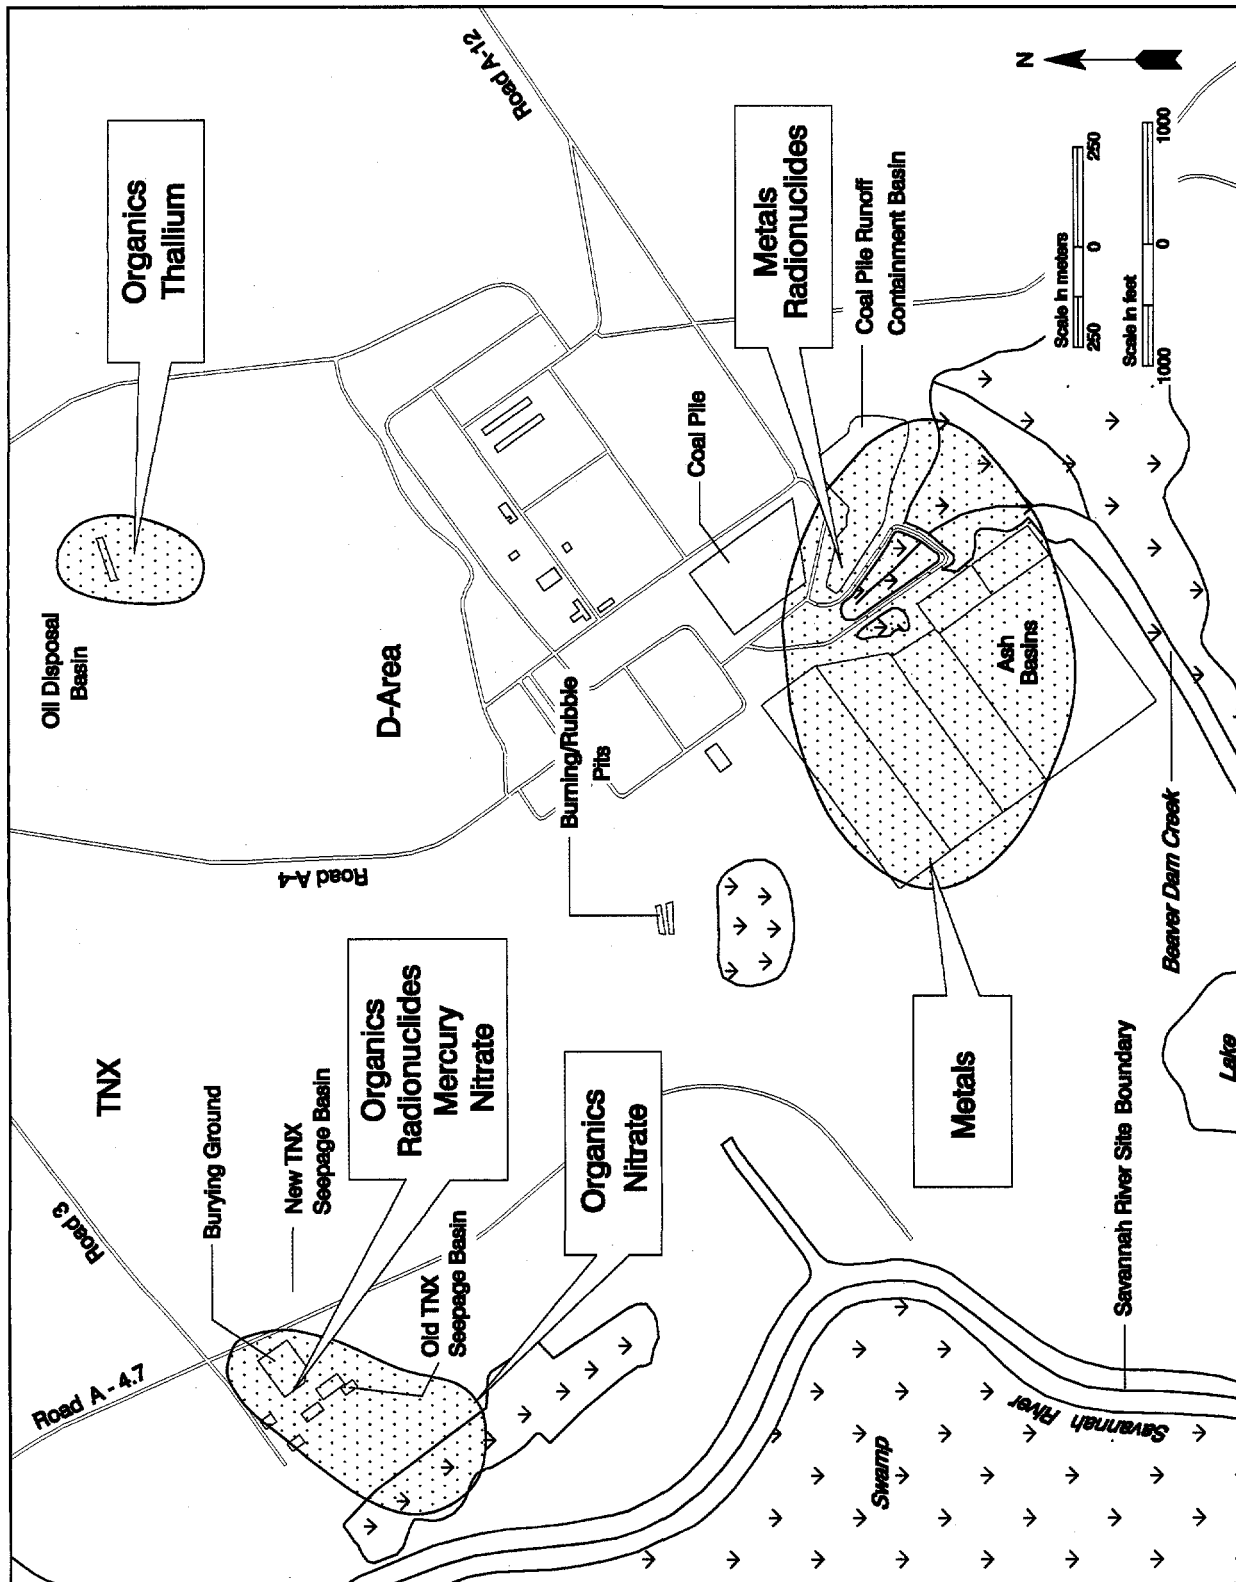 TNX
Road 3
Burying Ground
New TNX
Seepage Basin
Road A - 4.7
Old TNX
Seepage Basin
Organics
Radionuclides
Mercury
Nitrate
Organics
Nitrate
Oil Disposal
Basin
Organics
Thallium
D-Area
Road A-4
Burning/Rubble
Pits
Road A-12
Coal Pile
Metals
Radionuclides
Coal Pile Runoff
Containment Basin
Ash
Basins
Metals
Beaver Dam Creek
Savannah River Site Boundary
Lake
Swamp
Savannah River
N
Scale in meters
250 0 250
Scale in feet
1000 0 1000